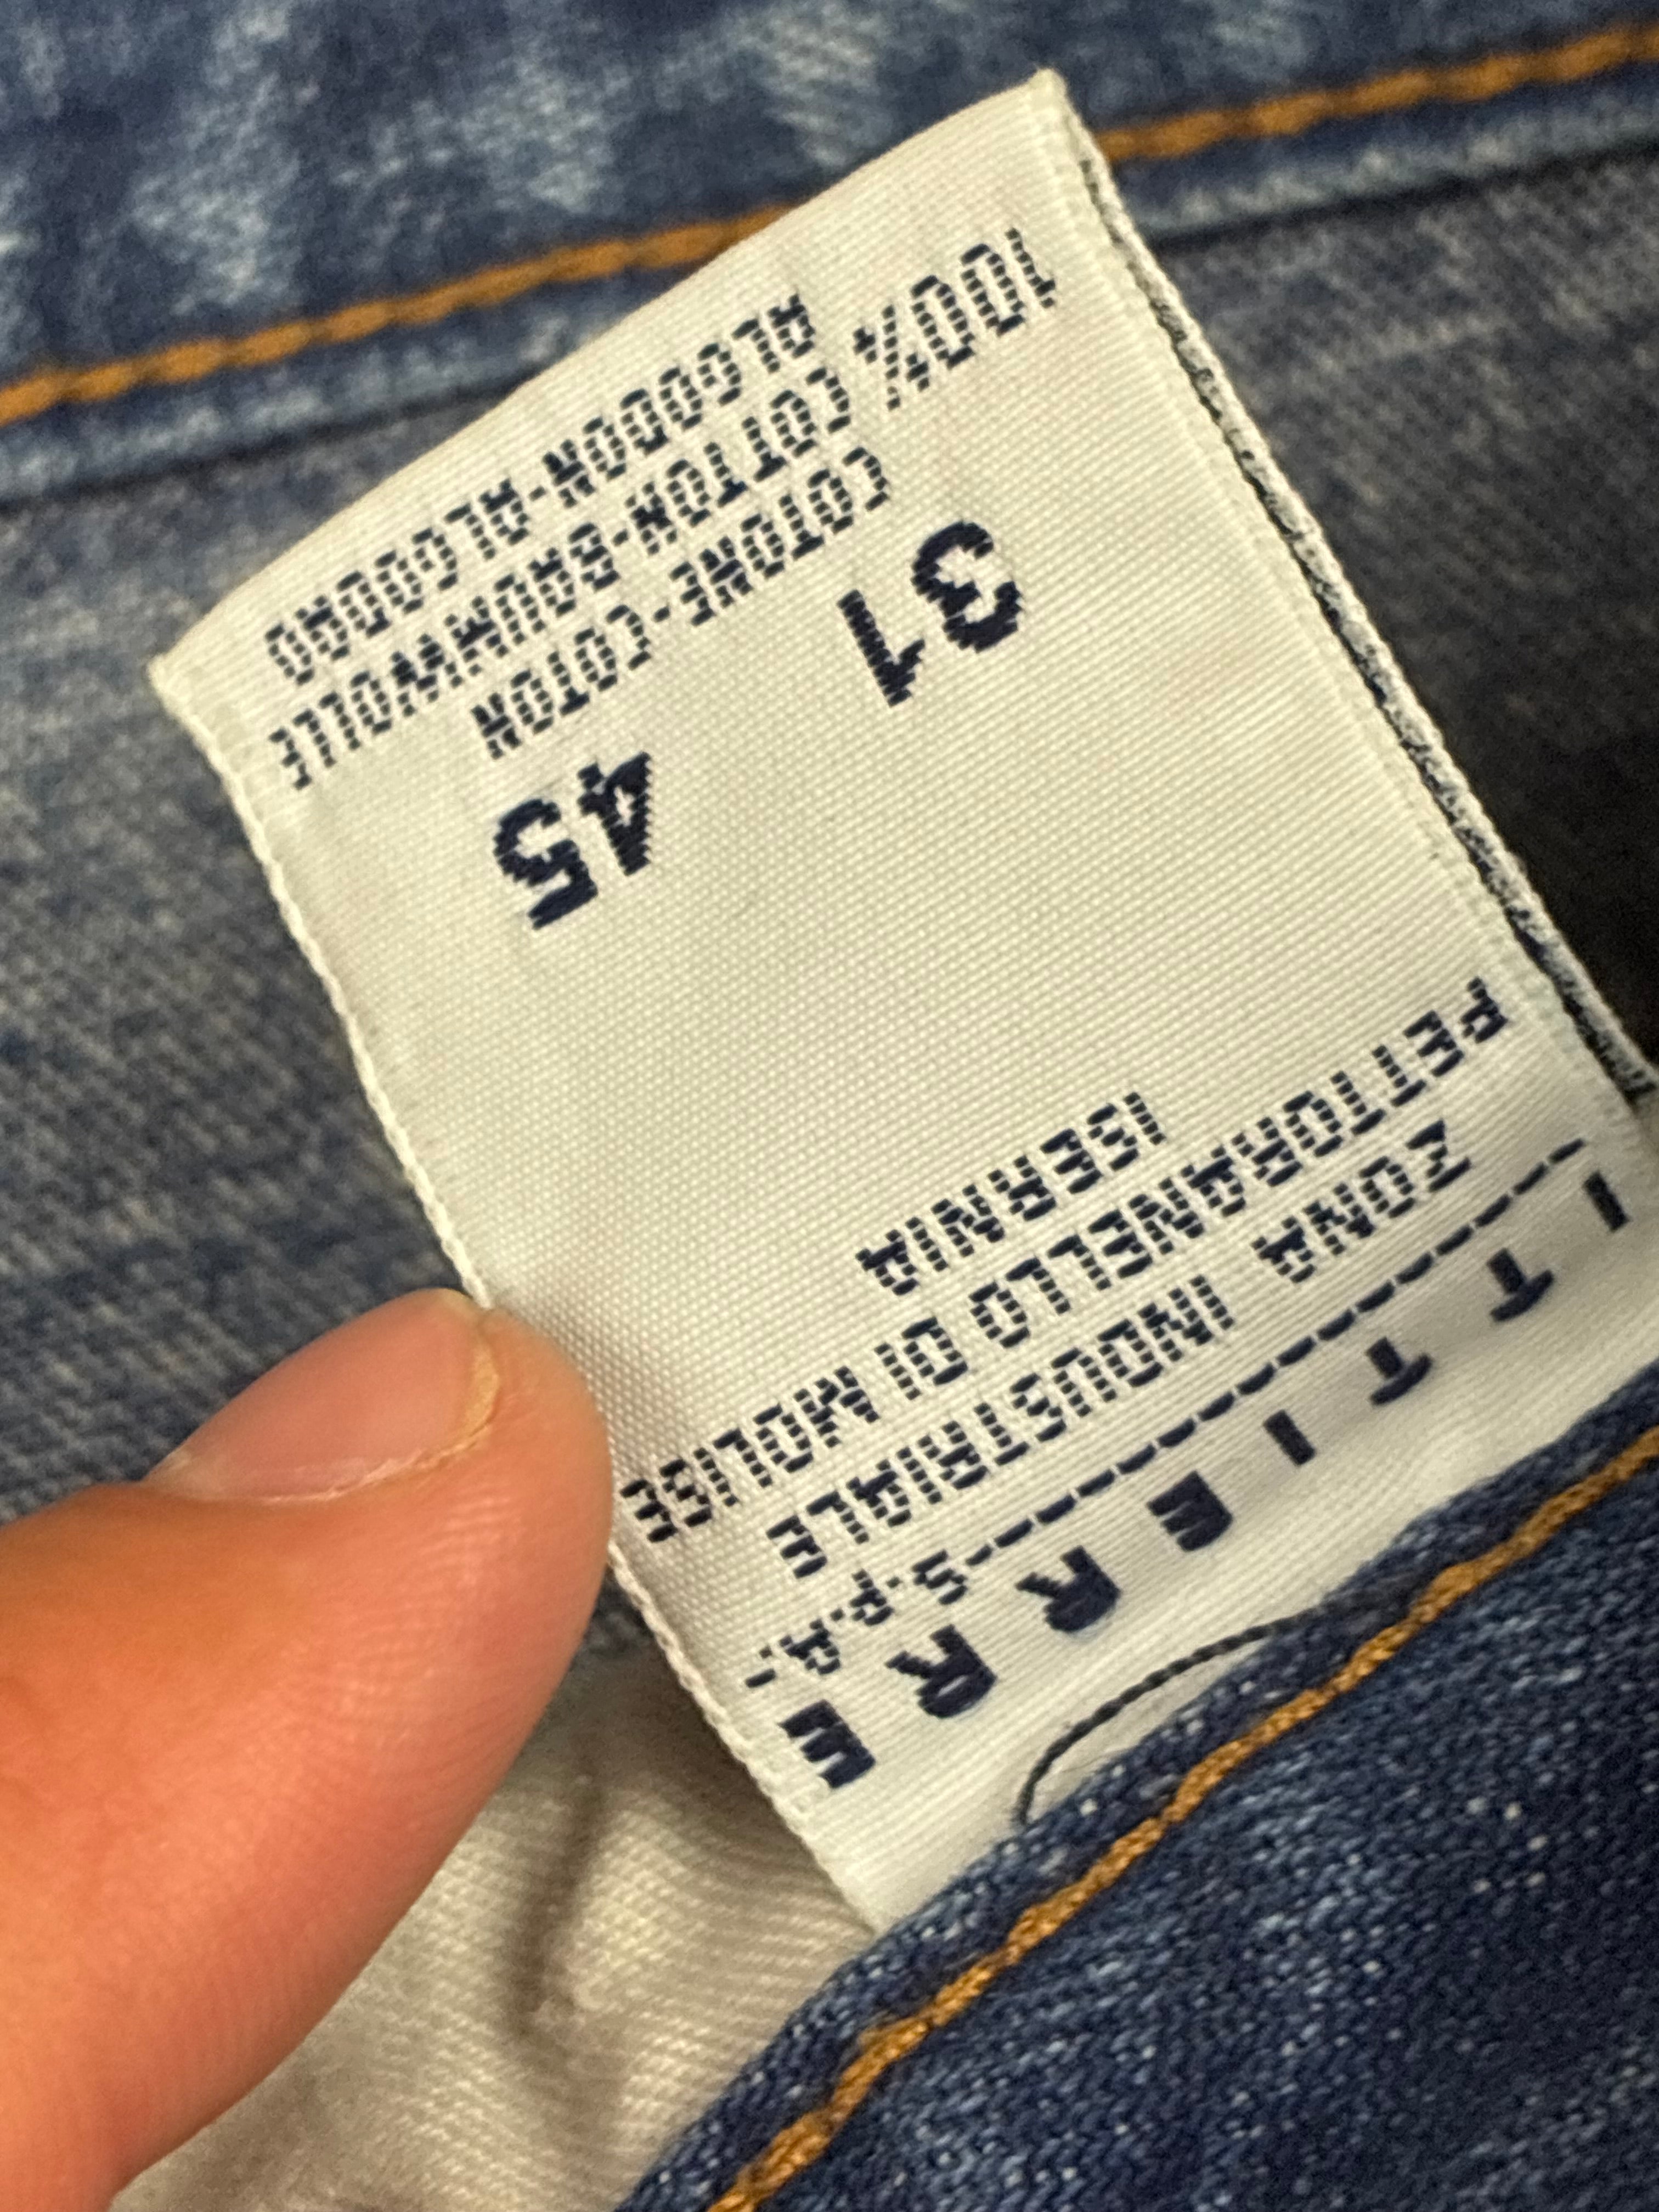 ITTIERRE
----------S.P.A.-
ZONA INDUSTRIALE
PETTORANELLO DI MOLISE
ISERNIA
31 45
COTONE-COTON
100% COTTON-BAUMWOLLE
ALGODON-ALGODAO